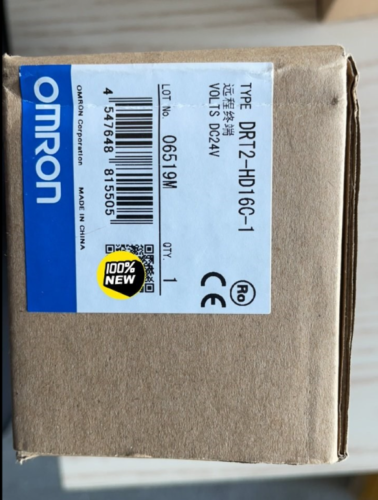 OMRON
OMRON Corporation
MADE IN CHINA
TYPE DRT2-HD16C-1
远程终端
VOLTS DC24V
LOT No. 06519M
QTY. 1
4 547648 815505
100%
NEW
CE
Ro